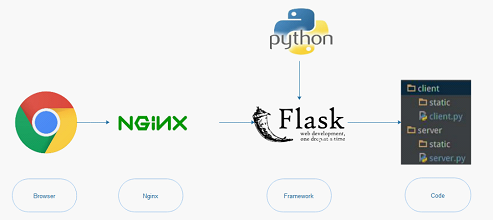 python
NGINX
Flask
web development,
one drop at a time
client
static
client.py
server
static
server.py
Browser
Nginx
Framework
Code